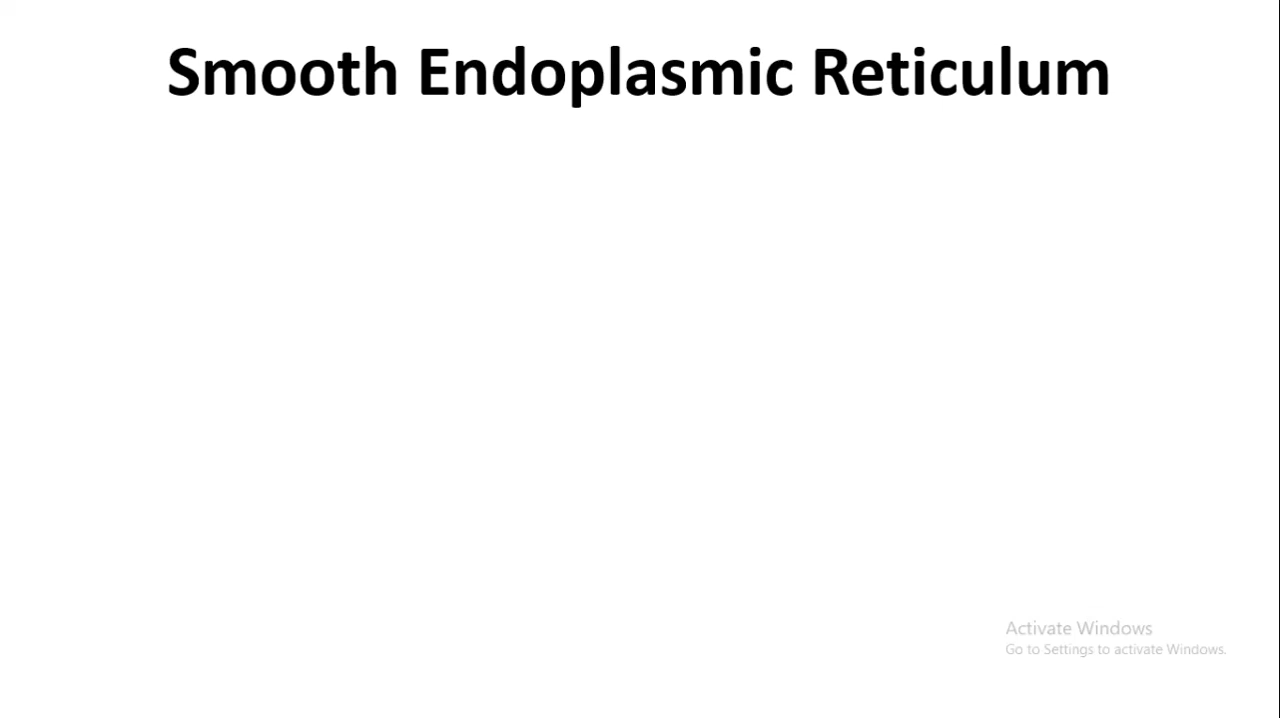 Smooth Endoplasmic Reticulum
Activate Windows
Go to Settings to activate Windows.